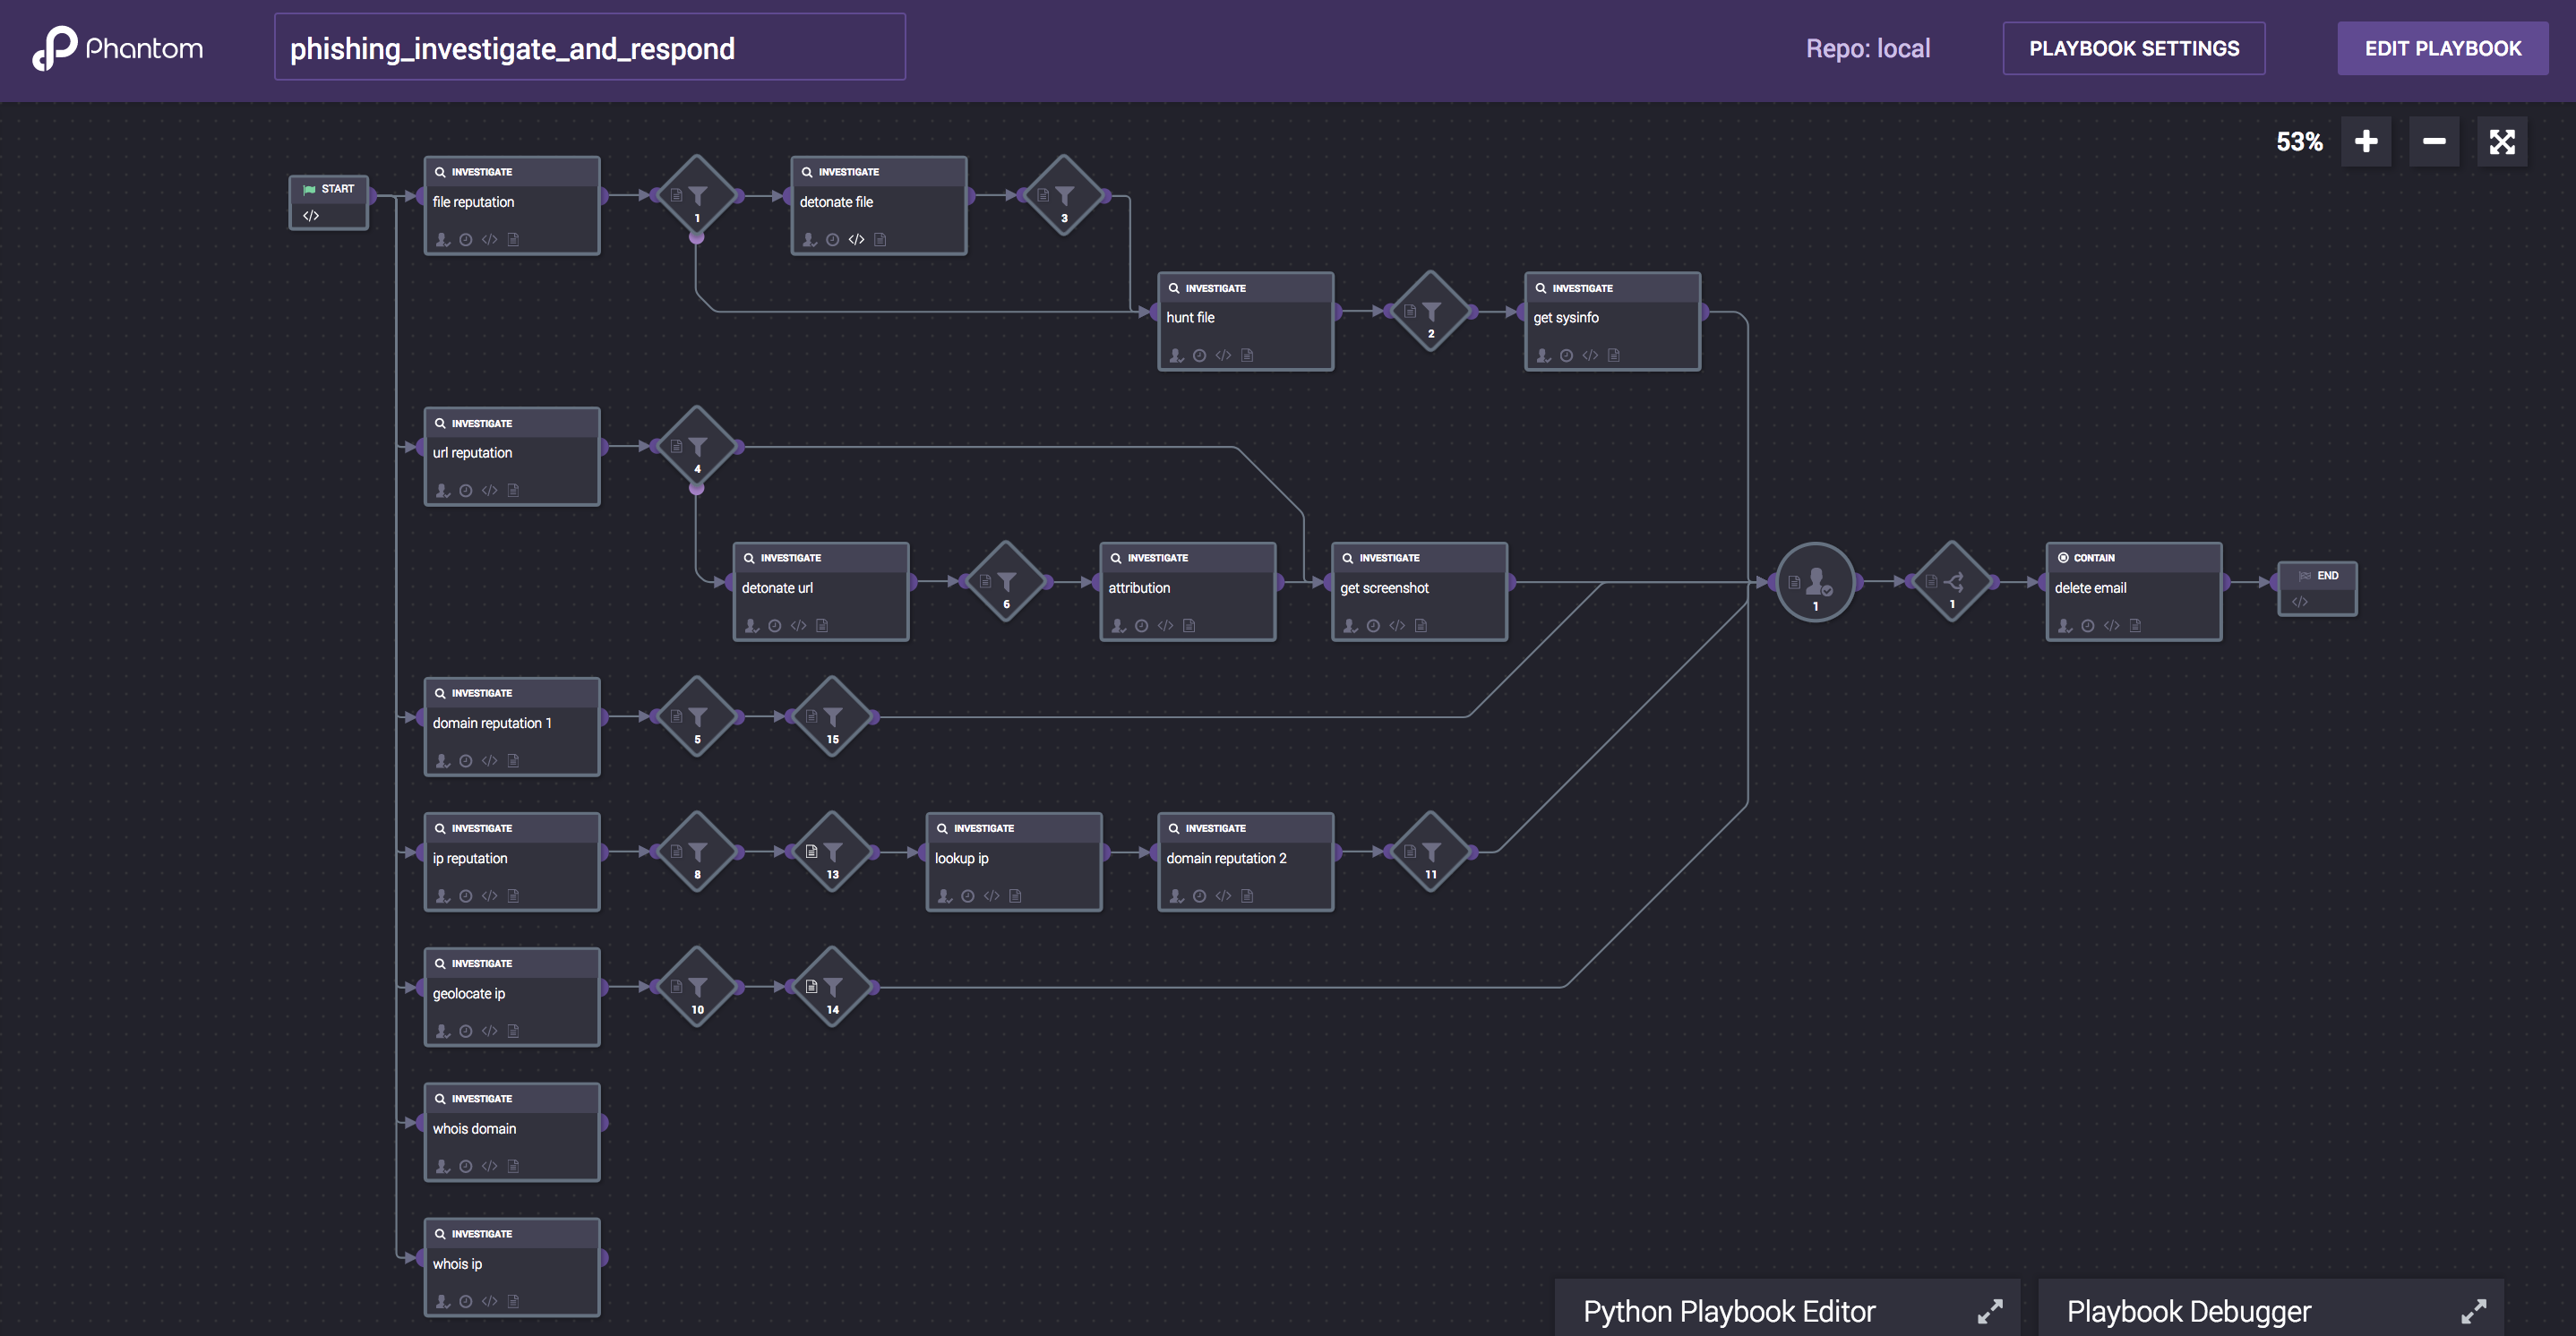 Phantom
phishing_investigate_and_respond
Repo: local
PLAYBOOK SETTINGS
EDIT PLAYBOOK
53%
START
</>
INVESTIGATE
file reputation
1
INVESTIGATE
detonate file
3
INVESTIGATE
hunt file
2
INVESTIGATE
get sysinfo
INVESTIGATE
url reputation
4
INVESTIGATE
detonate url
6
INVESTIGATE
attribution
INVESTIGATE
get screenshot
1
1
CONTAIN
delete email
END
</>
INVESTIGATE
domain reputation 1
5
15
INVESTIGATE
ip reputation
8
13
INVESTIGATE
lookup ip
INVESTIGATE
domain reputation 2
11
INVESTIGATE
geolocate ip
10
14
INVESTIGATE
whois domain
INVESTIGATE
whois ip
Python Playbook Editor
Playbook Debugger